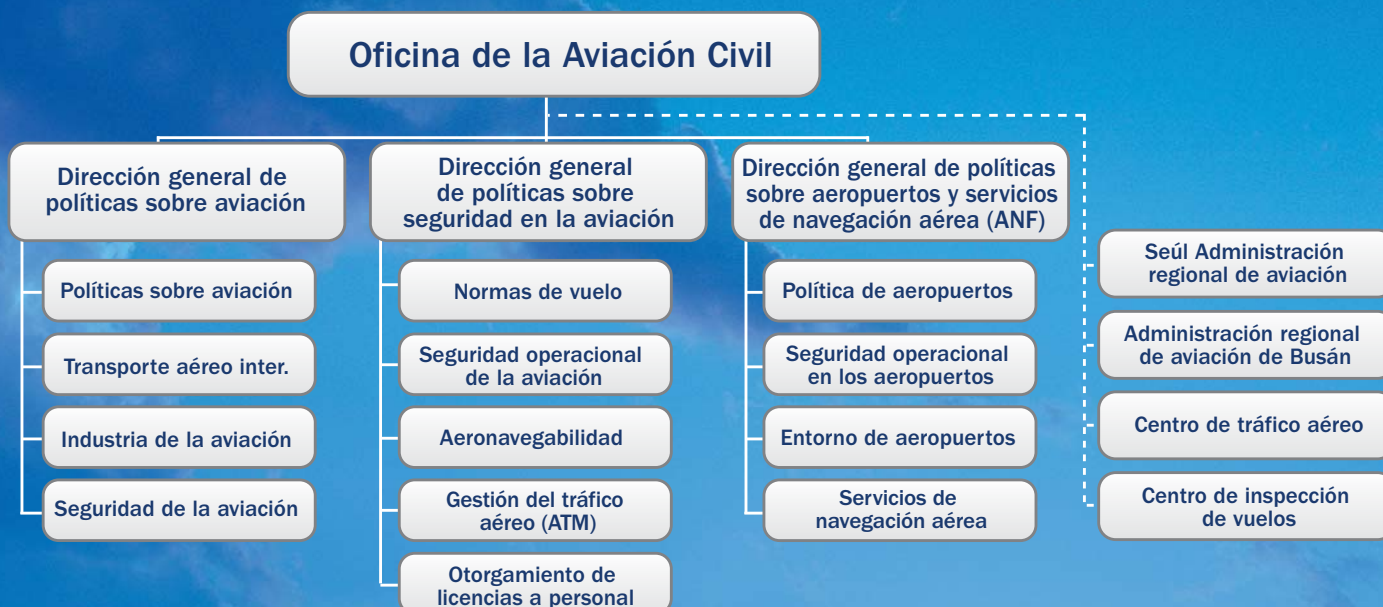 Oficina de la Aviación Civil
Dirección general de
políticas sobre aviación
Políticas sobre aviación
Transporte aéreo inter.
Industria de la aviación
Seguridad de la aviación
Dirección general
de políticas sobre
seguridad en la aviación
Normas de vuelo
Seguridad operacional
de la aviación
Aeronavegabilidad
Gestión del tráfico
aéreo (ATM)
Otorgamiento de
licencias a personal
Dirección general de políticas
sobre aeropuertos y servicios
de navegación aérea (ANF)
Política de aeropuertos
Seguridad operacional
en los aeropuertos
Entorno de aeropuertos
Servicios de
navegación aérea
Seúl Administración
regional de aviación
Administración regional
de aviación de Busán
Centro de tráfico aéreo
Centro de inspección
de vuelos